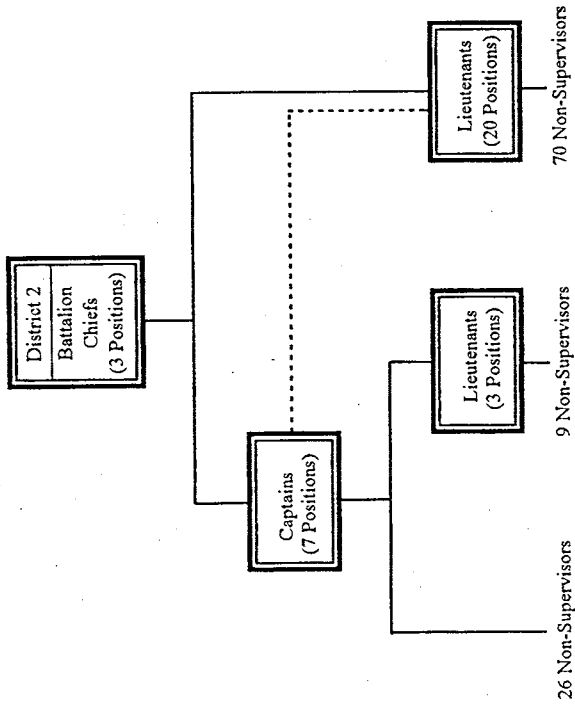 District 2
Battalion
Chiefs
(3 Positions)
Captains
(7 Positions)
Lieutenants
(20 Positions)
Lieutenants
(3 Positions)
26 Non-Supervisors
9 Non-Supervisors
70 Non-Supervisors